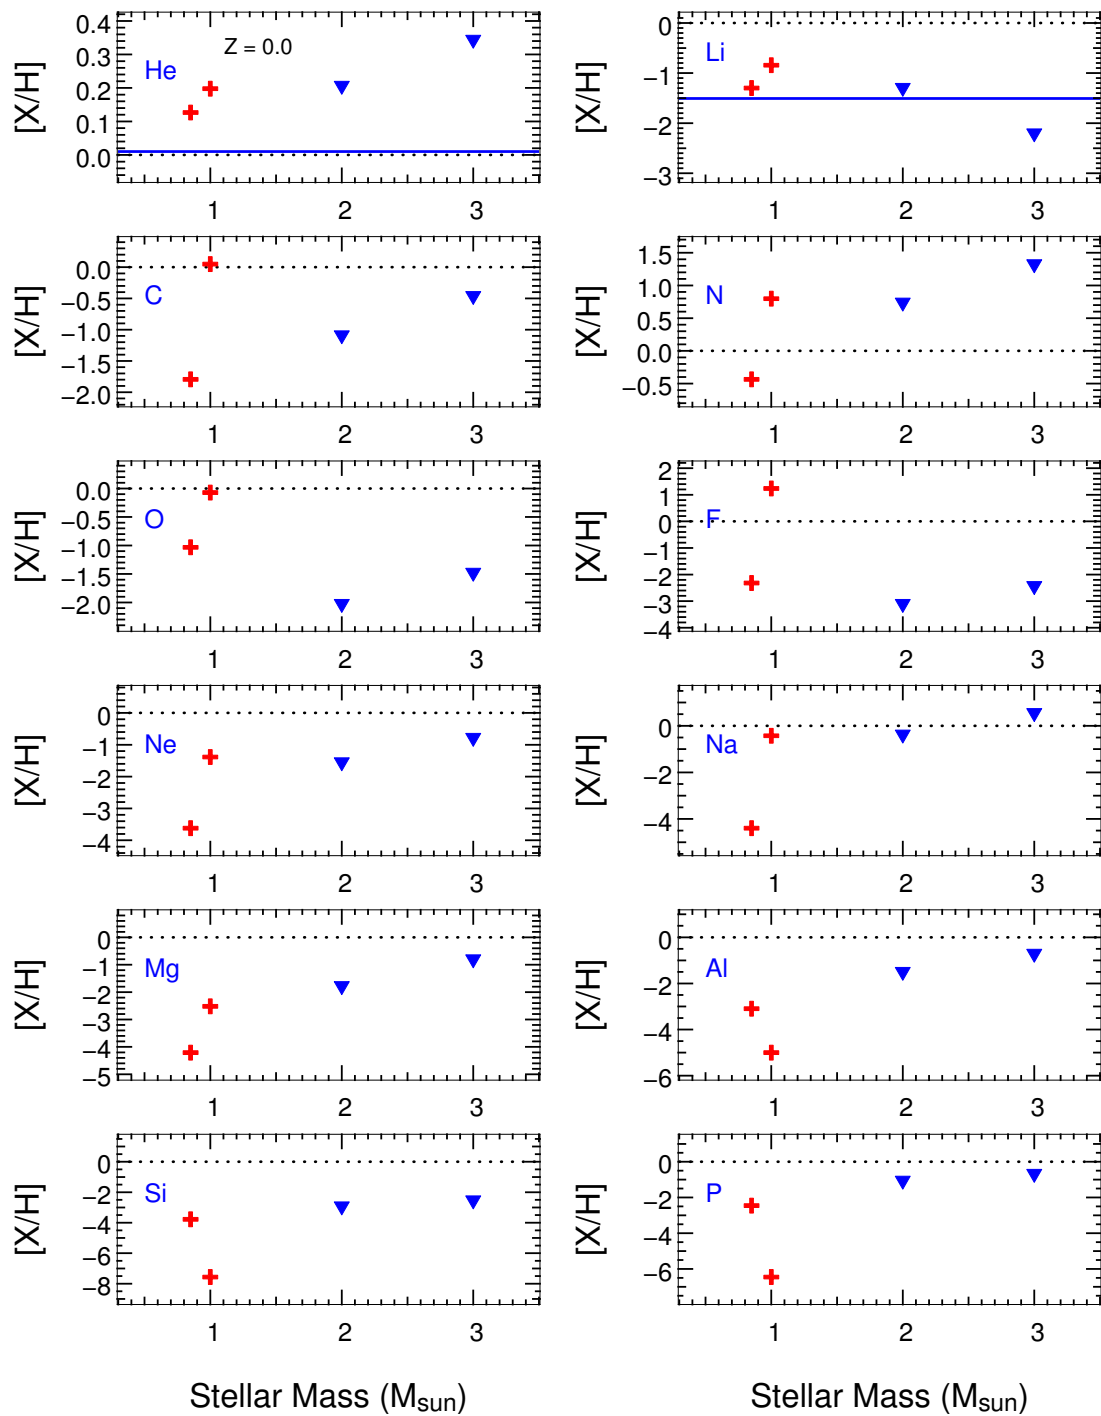 [X/H]
0.4
0.3
0.2
0.1
0.0
He
Z = 0.0
1 2 3
[X/H]
0
−1
−2
−3
Li
1 2 3
[X/H]
0.0
−0.5
−1.0
−1.5
−2.0
C
1 2 3
[X/H]
1.5
1.0
0.5
0.0
−0.5
N
1 2 3
[X/H]
0.0
−0.5
−1.0
−1.5
−2.0
O
1 2 3
[X/H]
2
1
0
−1
−2
−3
−4
F
1 2 3
[X/H]
0
−1
−2
−3
−4
Ne
1 2 3
[X/H]
0
−2
−4
Na
1 2 3
[X/H]
0
−1
−2
−3
−4
−5
Mg
1 2 3
[X/H]
0
−2
−4
−6
Al
1 2 3
[X/H]
0
−2
−4
−6
−8
Si
1 2 3
[X/H]
0
−2
−4
−6
P
1 2 3
Stellar Mass (M_sun)
Stellar Mass (M_sun)